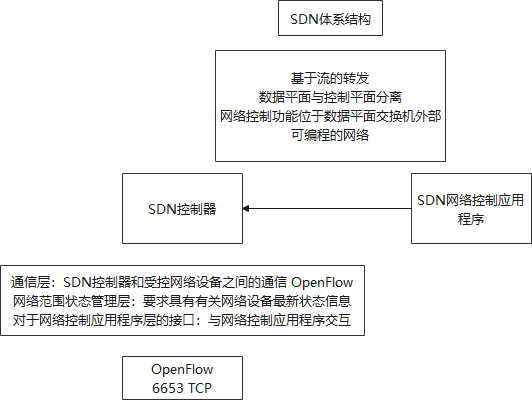 SDN体系结构
基于流的转发
数据平面与控制平面分离
网络控制功能位于数据平面交换机外部
可编程的网络
SDN控制器
SDN网络控制应用
程序
通信层：SDN控制器和受控网络设备之间的通信 OpenFlow
网络范围状态管理层：要求具有有关网络设备最新状态信息
对于网络控制应用程序层的接口：与网络控制应用程序交互
OpenFlow
6653 TCP